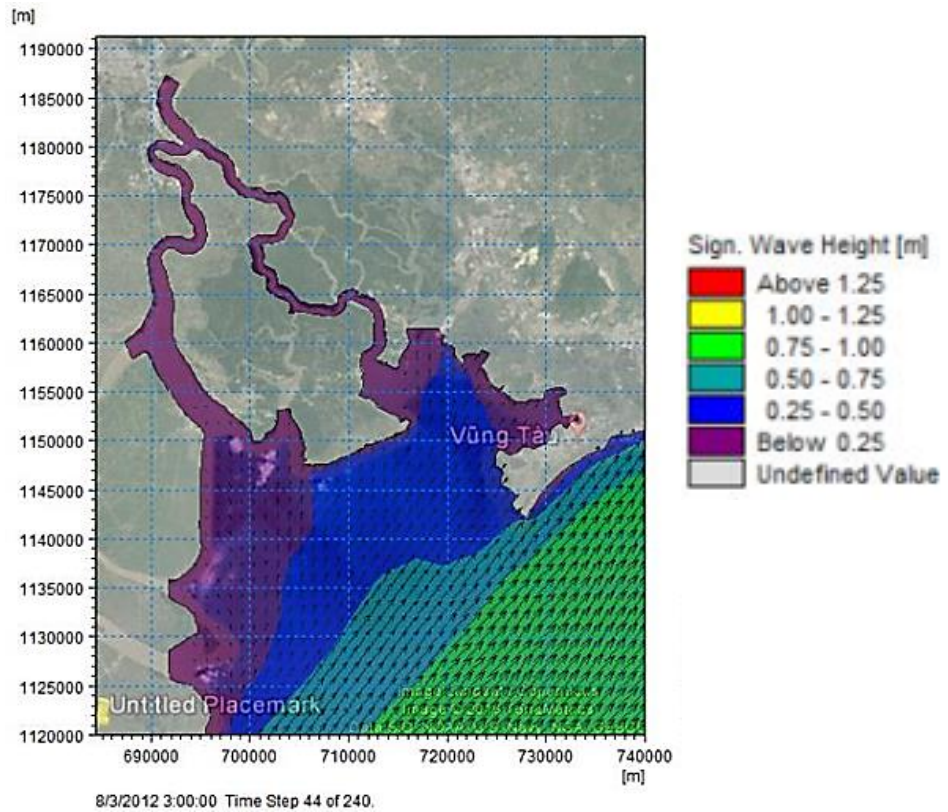 [m]
1190000
1185000
1180000
1175000
1170000
1165000
1160000
1155000
1150000
1145000
1140000
1135000
1130000
1125000
1120000
Vũng Tàu
Untitled Placemark
690000 700000 710000 720000 730000 740000
[m]
8/3/2012 3:00:00 Time Step 44 of 240.
Sign. Wave Height [m]
Above 1.25
1.00 - 1.25
0.75 - 1.00
0.50 - 0.75
0.25 - 0.50
Below 0.25
Undefined Value